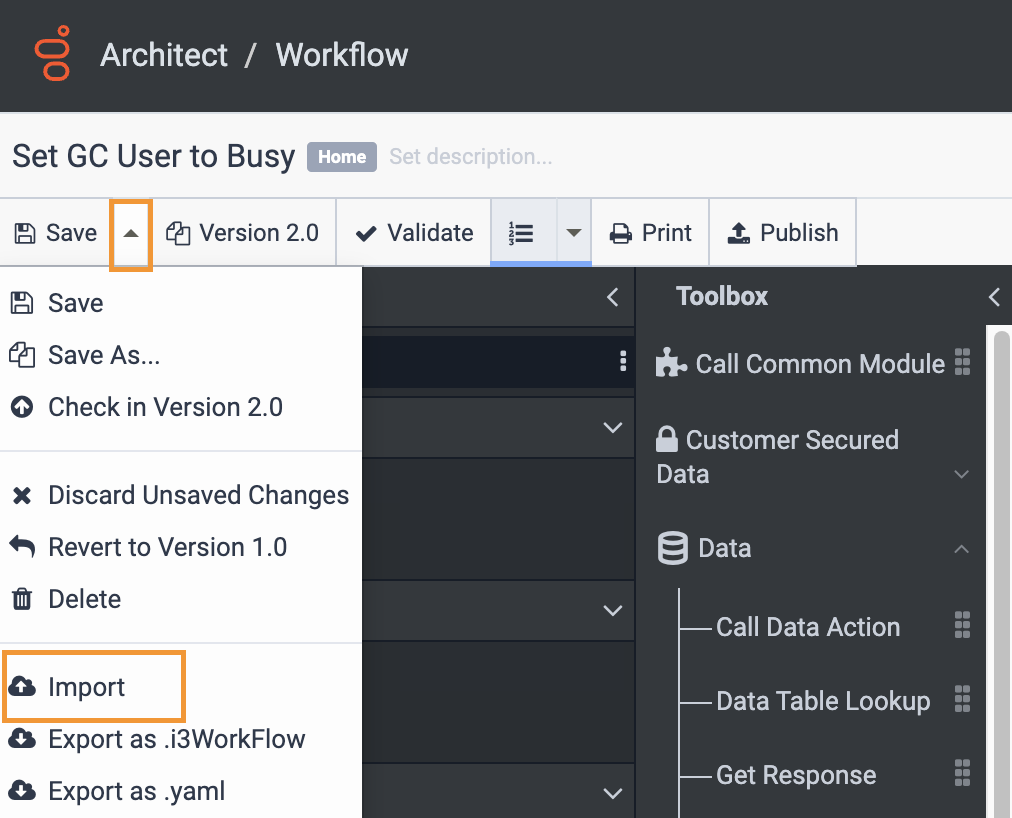 Architect / Workflow
Set GC User to Busy Home Set description...
Save Version 2.0 Validate 1 2 3 Print Publish
Save
Save As...
Check in Version 2.0
Discard Unsaved Changes
Revert to Version 1.0
Delete
Import
Export as .i3WorkFlow
Export as .yaml
Toolbox
Call Common Module
Customer Secured
Data
Data
Call Data Action
Data Table Lookup
Get Response